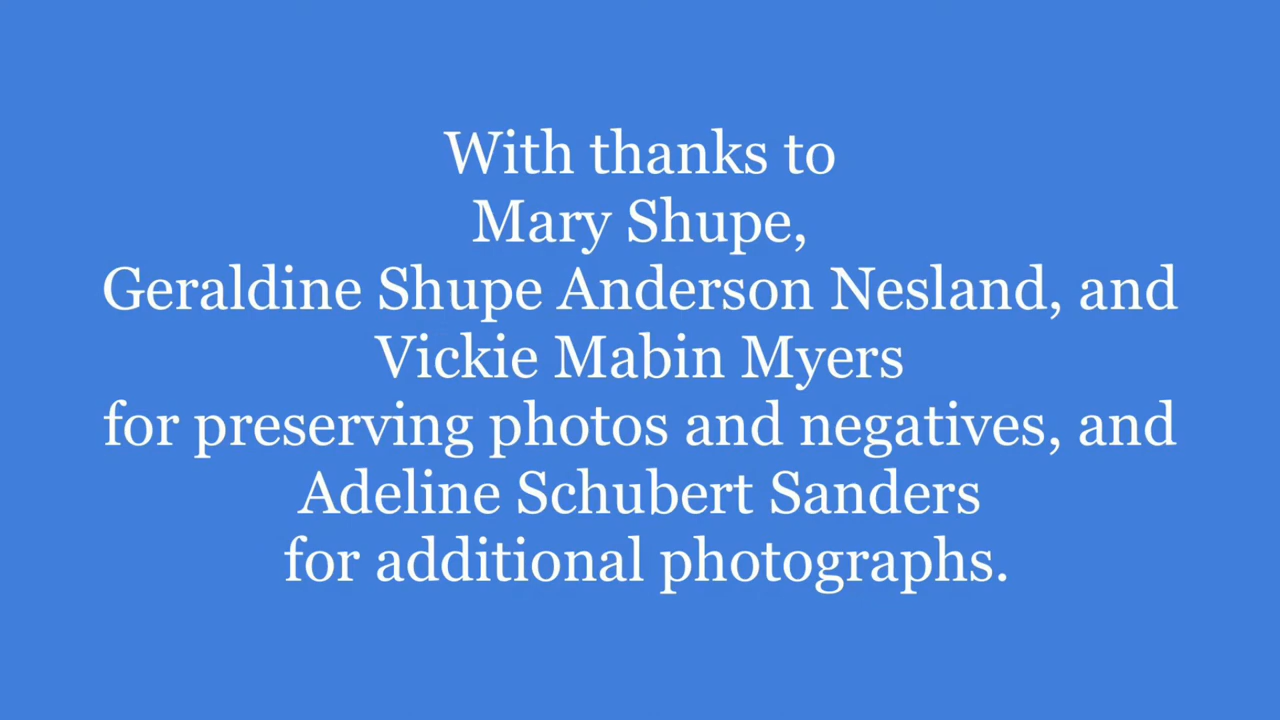 With thanks to
Mary Shupe,
Geraldine Shupe Anderson Nesland, and
Vickie Mabin Myers
for preserving photos and negatives, and
Adeline Schubert Sanders
for additional photographs.